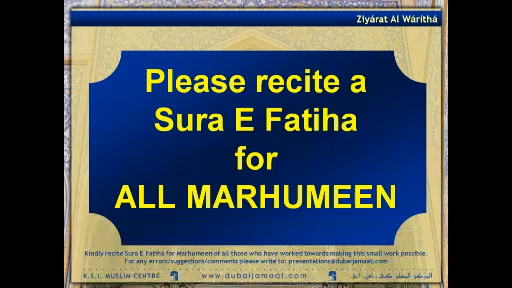 Ziyárat Al Wárithá
Please recite a
Sura E Fatiha
for
ALL MARHUMEEN
Kindly recite Sura E Fatiha for Marhumeen of all those who have worked towards making this small work possible.
For any errors/suggestions/comments please write to: presentations@dubaijamaat.com
K.S.I. MUSLIM CENTRE www.dubaijamaat.com